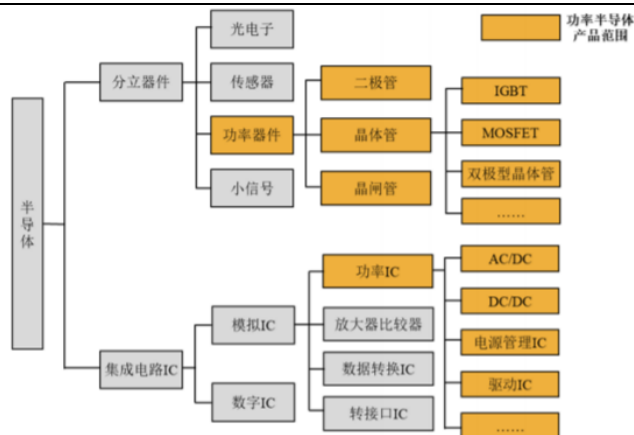 功率半导体
产品范围
半导体
分立器件
光电子
传感器
功率器件
小信号
二极管
晶体管
晶闸管
IGBT
MOSFET
双极型晶体管
……
集成电路IC
模拟IC
数字IC
功率IC
放大器比较器
数据转换IC
转接口IC
AC/DC
DC/DC
电源管理IC
驱动IC
……